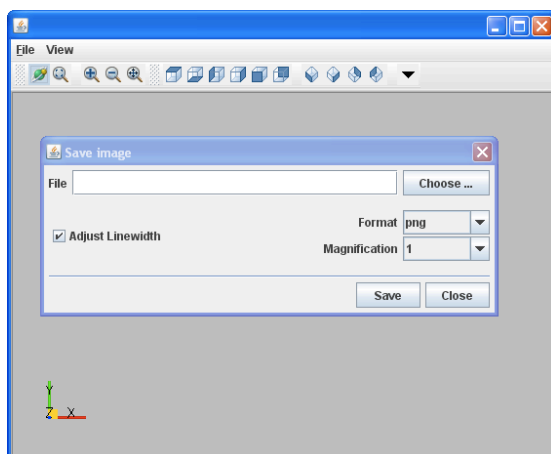 File View
Save image
File Choose ...
Format png
Adjust Linewidth
Magnification 1
Save Close
Y
Z X